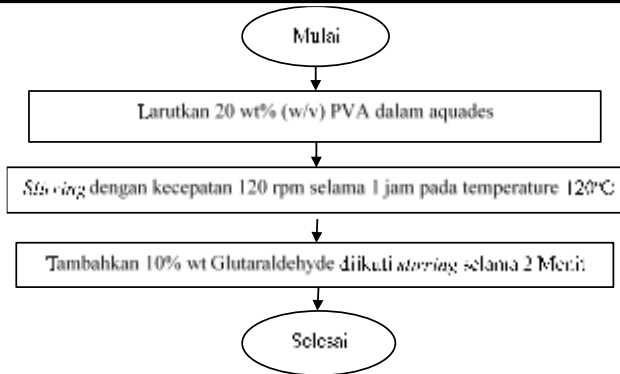 Mulai
Larutkan 20 wt% (w/v) PVA dalam aquades
Stirring dengan kecepatan 120 rpm selama 1 jam pada temperature 120°C
Tambahkan 10% wt Glutaraldehyde diikuti stirring selama 2 Menit
Selesai